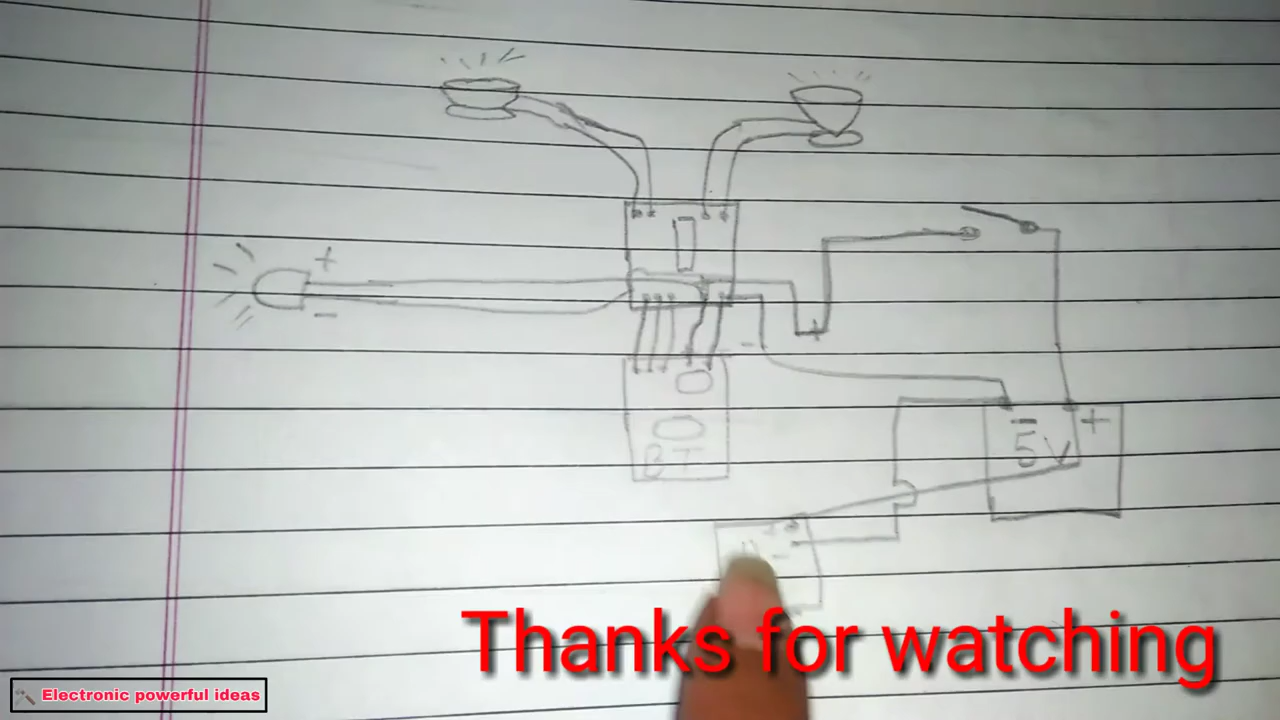 +
−
−
− +
5V
BT
+
+
−
Thanks for watching
Electronic powerful ideas